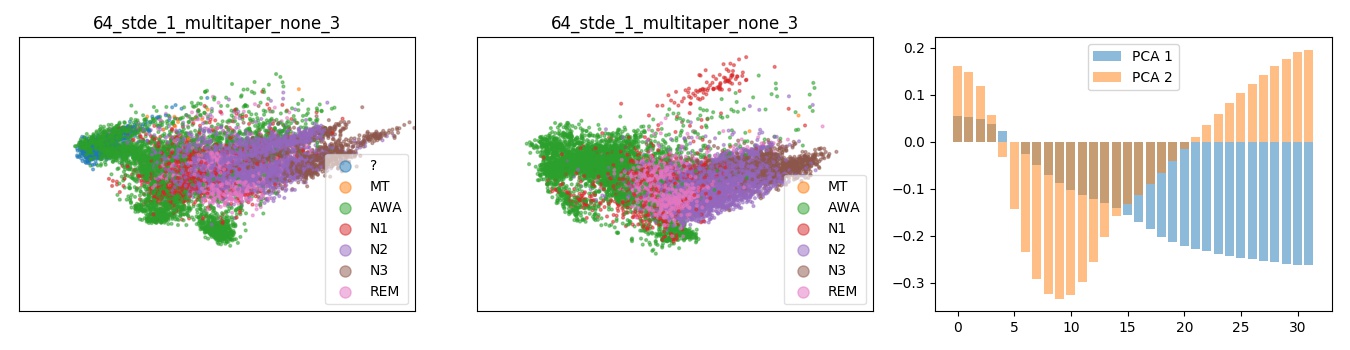 64_stde_1_multitaper_none_3
?
MT
AWA
N1
N2
N3
REM
64_stde_1_multitaper_none_3
MT
AWA
N1
N2
N3
REM
PCA 1
PCA 2
0.2
0.1
0.0
−0.1
−0.2
−0.3
0 5 10 15 20 25 30